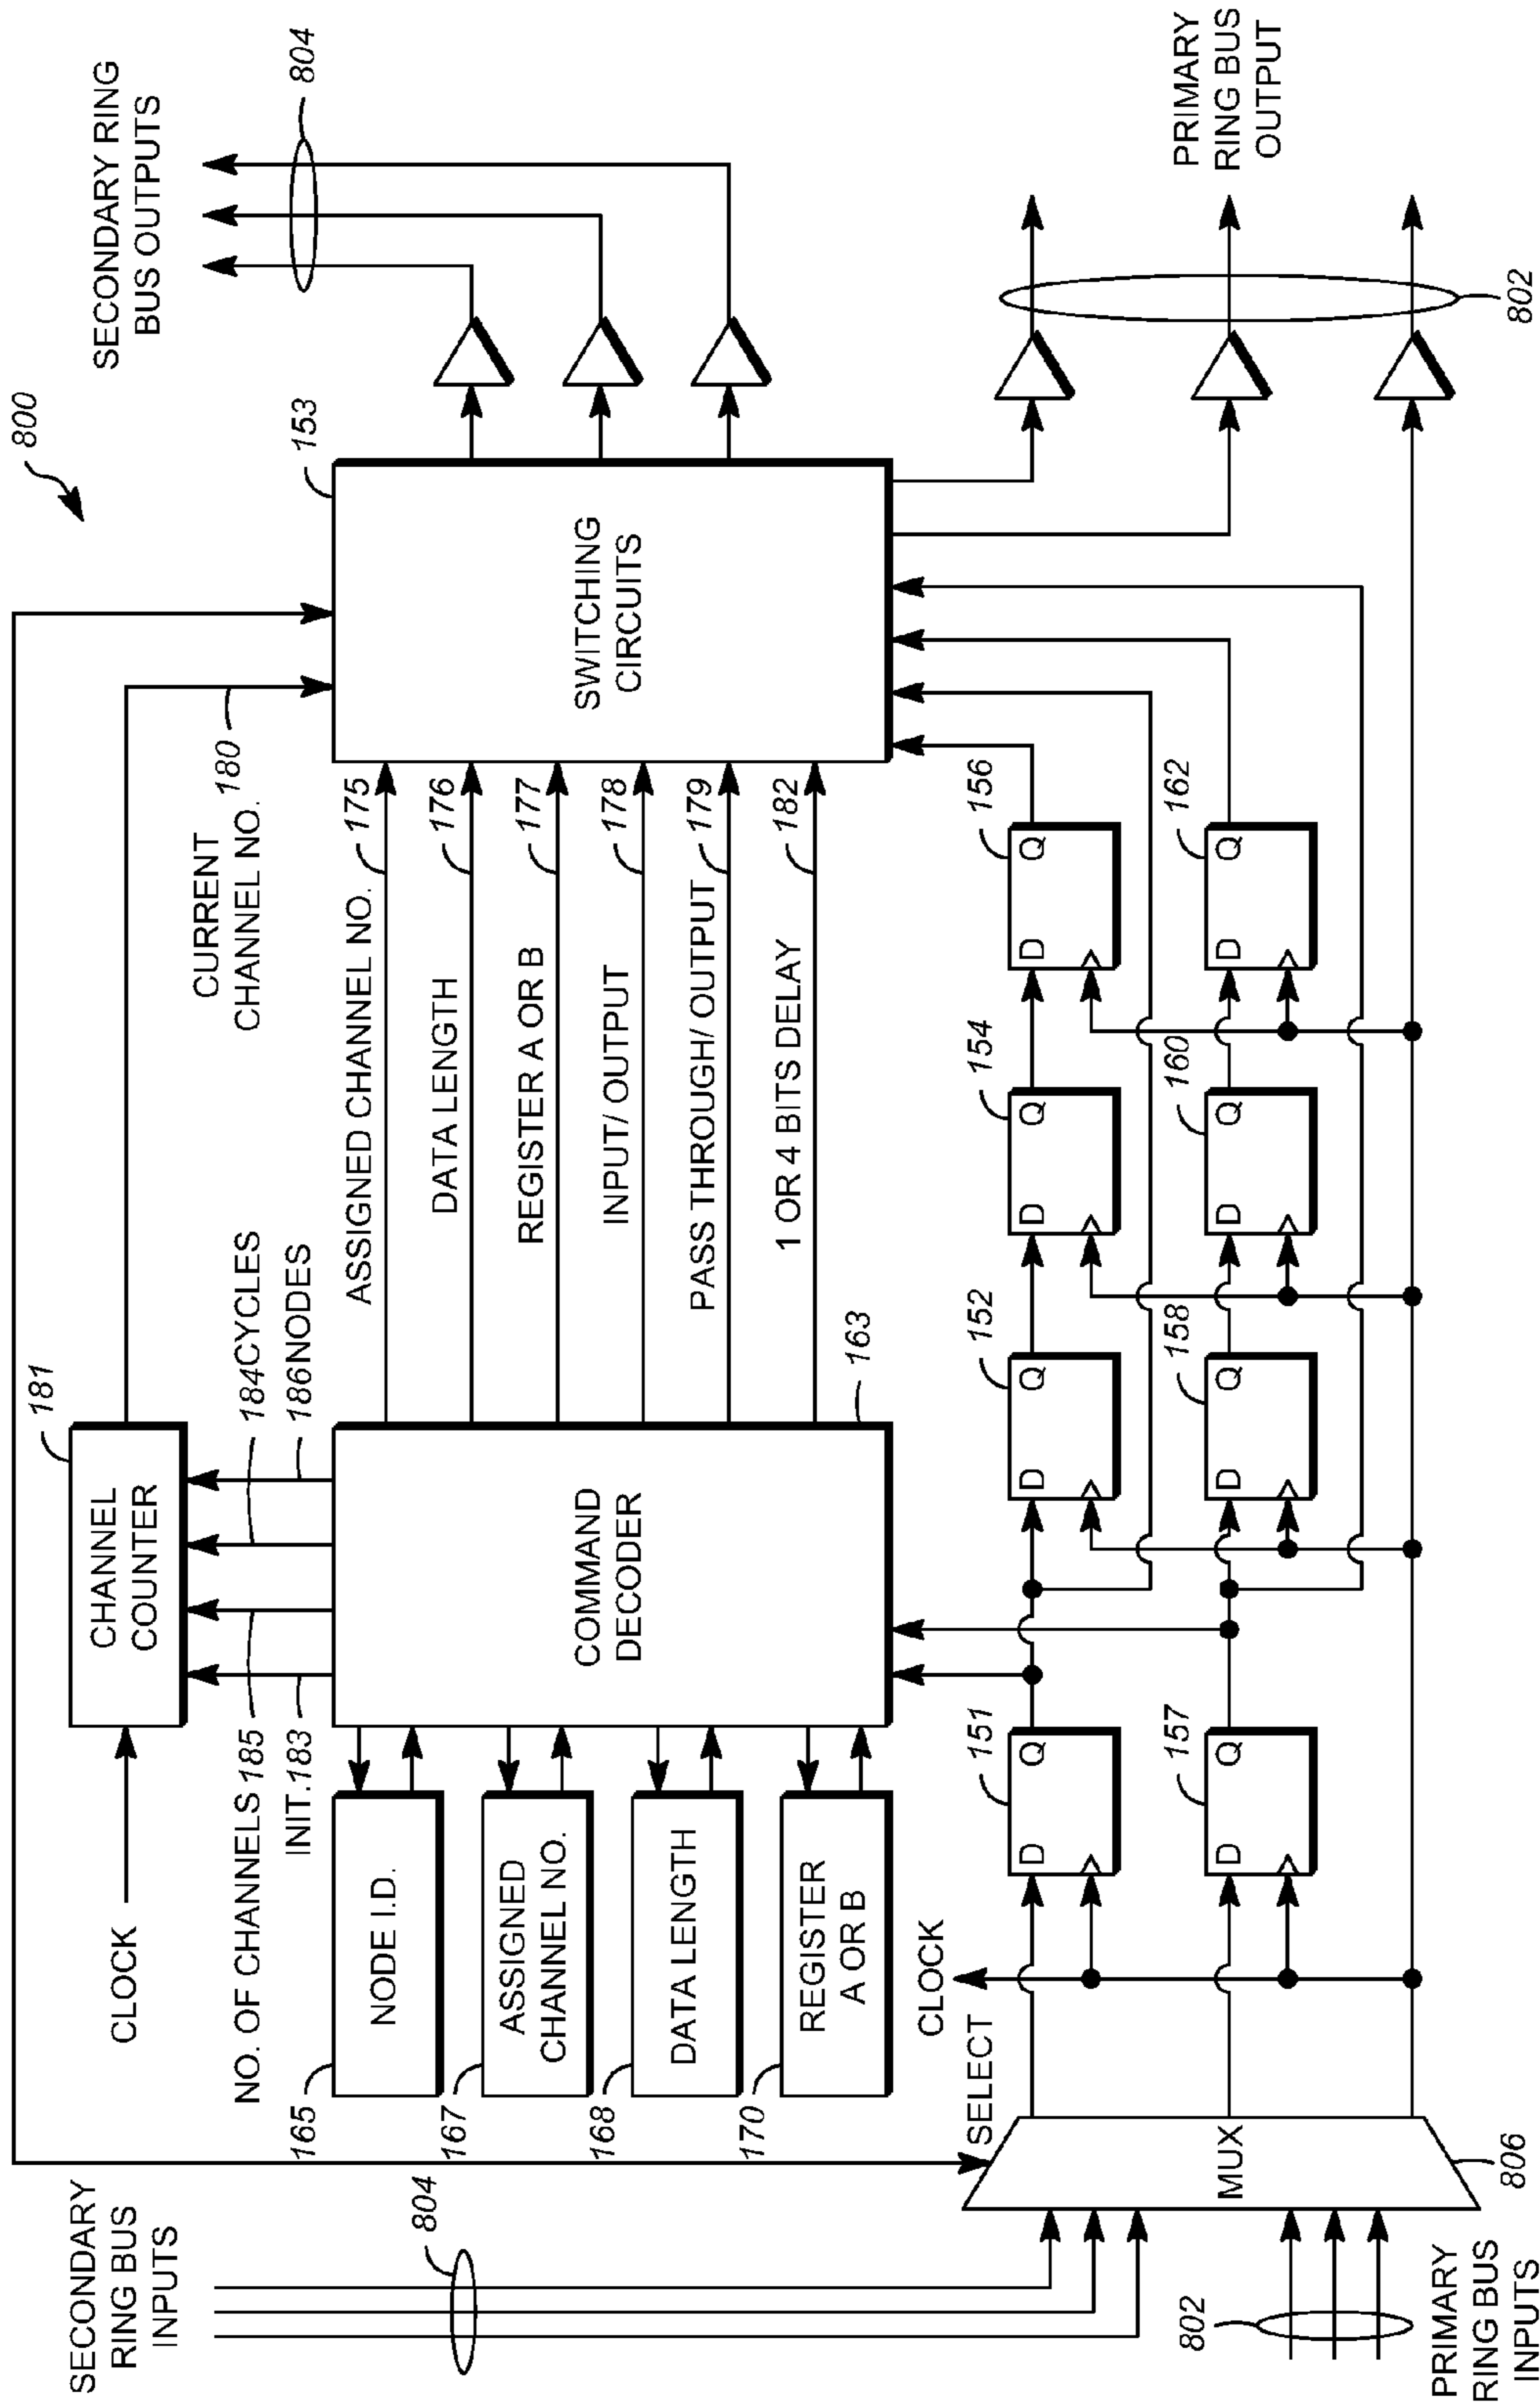 800
SECONDARY
RING BUS
INPUTS
804
802
PRIMARY
RING BUS
INPUTS
MUX
806
SELECT
CLOCK
CLOCK
CHANNEL
COUNTER
181
NO. OF CHANNELS 185
INIT. 183
184 CYCLES
186 NODES
CURRENT
CHANNEL NO. 180
165
NODE I.D.
167
ASSIGNED
CHANNEL NO.
168
DATA LENGTH
170
REGISTER
A OR B
COMMAND
DECODER
163
ASSIGNED CHANNEL NO. 175
DATA LENGTH 176
REGISTER A OR B 177
INPUT/ OUTPUT 178
PASS THROUGH/ OUTPUT 179
1 OR 4 BITS DELAY 182
SWITCHING
CIRCUITS
153
SECONDARY RING
BUS OUTPUTS
804
D Q 151
D Q 152
D Q 154
D Q 156
D Q 157
D Q 158
D Q 160
D Q 162
PRIMARY
RING BUS
OUTPUT
802